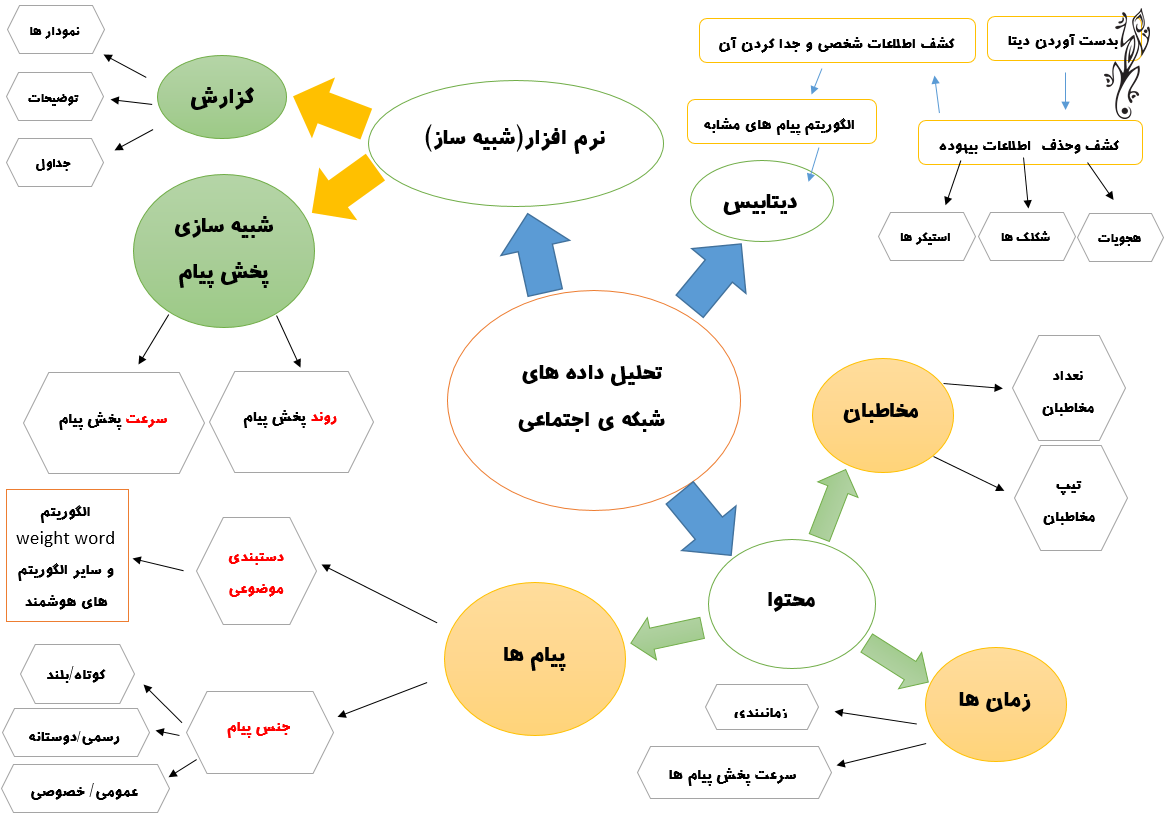 بدست آوردن دیتا
کشف اطلاعات شخصی و جدا کردن آن
الگوریتم پیام های مشابه
کشف وحذف اطلاعات بیهوده
هجویات
شکلک ها
استیکر ها
دیتابیس
نرم افزار(شبیه ساز)
گزارش
نمودار ها
توضیحات
جداول
شبیه سازی
پخش پیام
روند پخش پیام
سرعت پخش پیام
تحلیل داده های
شبکه ی اجتماعی
مخاطبان
تعداد
مخاطبان
تیپ
مخاطبان
محتوا
پیام ها
دستبندی
موضوعی
الگوریتم
weight word
و سایر الگوریتم
های هوشمند
جنس پیام
کوتاه/بلند
رسمی/دوستانه
عمومی/ خصوصی
زمان ها
زمانبندی
سرعت پخش پیام ها